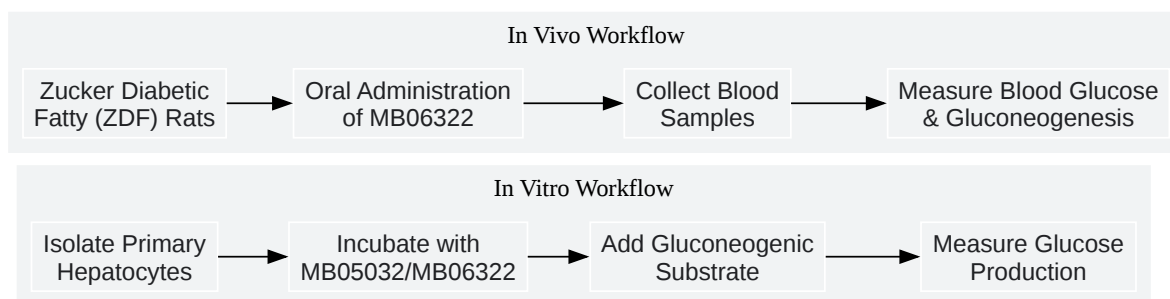 In Vivo Workflow
Zucker Diabetic
Fatty (ZDF) Rats
Oral Administration
of MB06322
Collect Blood
Samples
Measure Blood Glucose
& Gluconeogenesis
In Vitro Workflow
Isolate Primary
Hepatocytes
Incubate with
MB05032/MB06322
Add Gluconeogenic
Substrate
Measure Glucose
Production